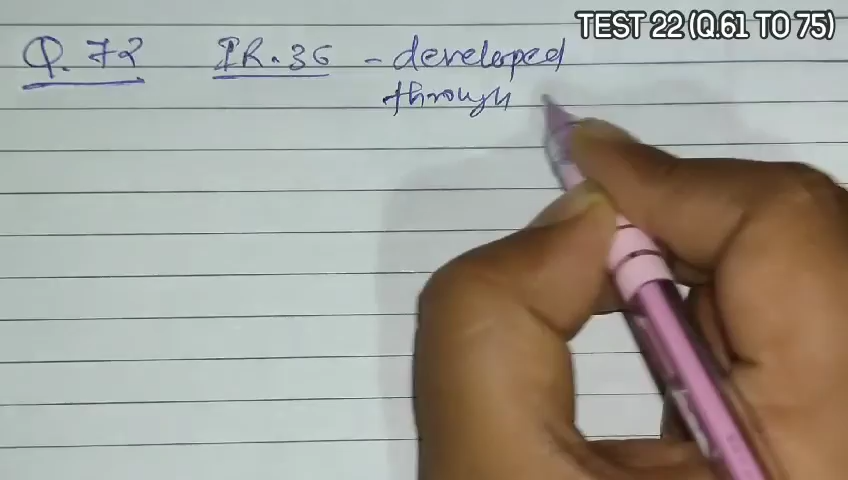 TEST 22 (Q.61 TO 75)
Q. 72 IR. 36 - developed
through